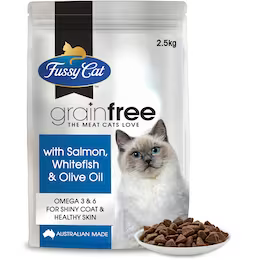 2.5kg
Fussy Cat
grainfree
THE MEAT CATS LOVE
with Salmon,
Whitefish
& Olive Oil
OMEGA 3 & 6
FOR SHINY COAT &
HEALTHY SKIN
AUSTRALIAN MADE